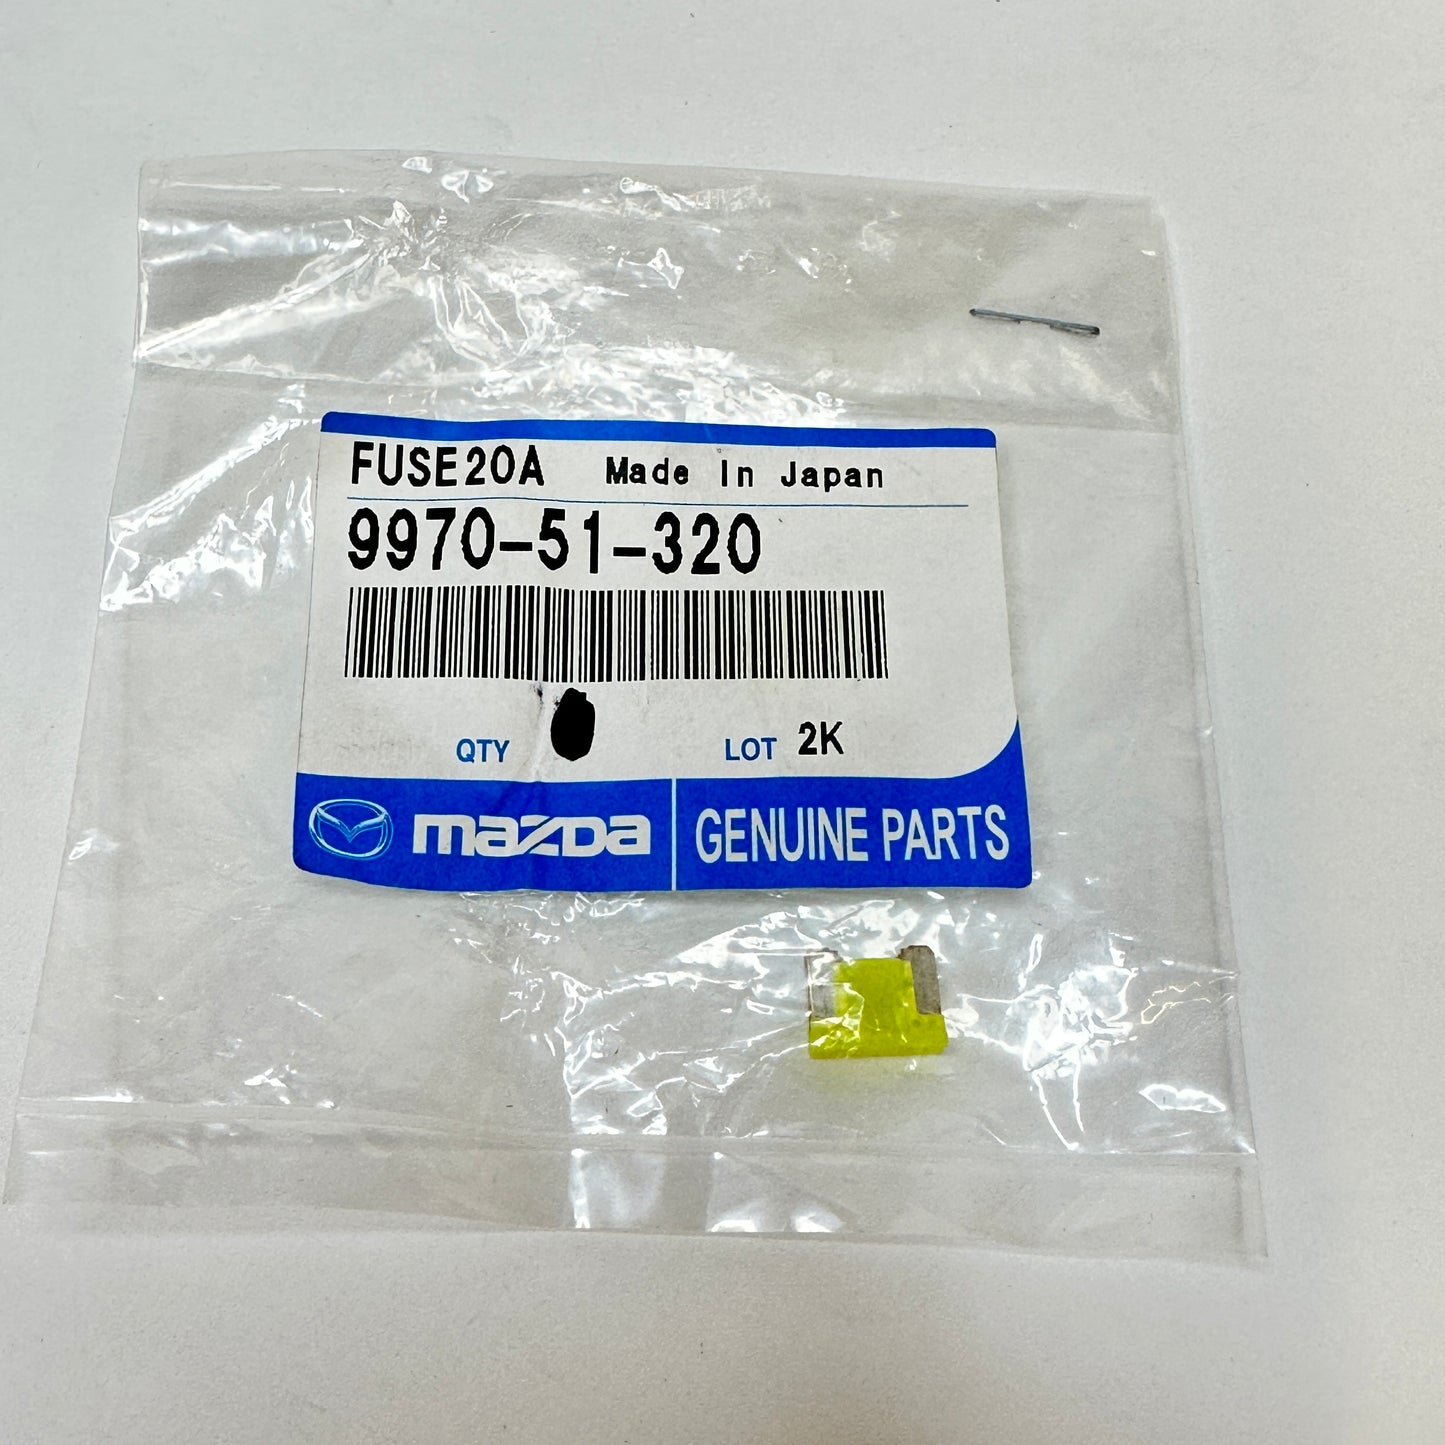 FUSE20A Made In Japan
9970-51-320
QTY LOT 2K
mazda GENUINE PARTS